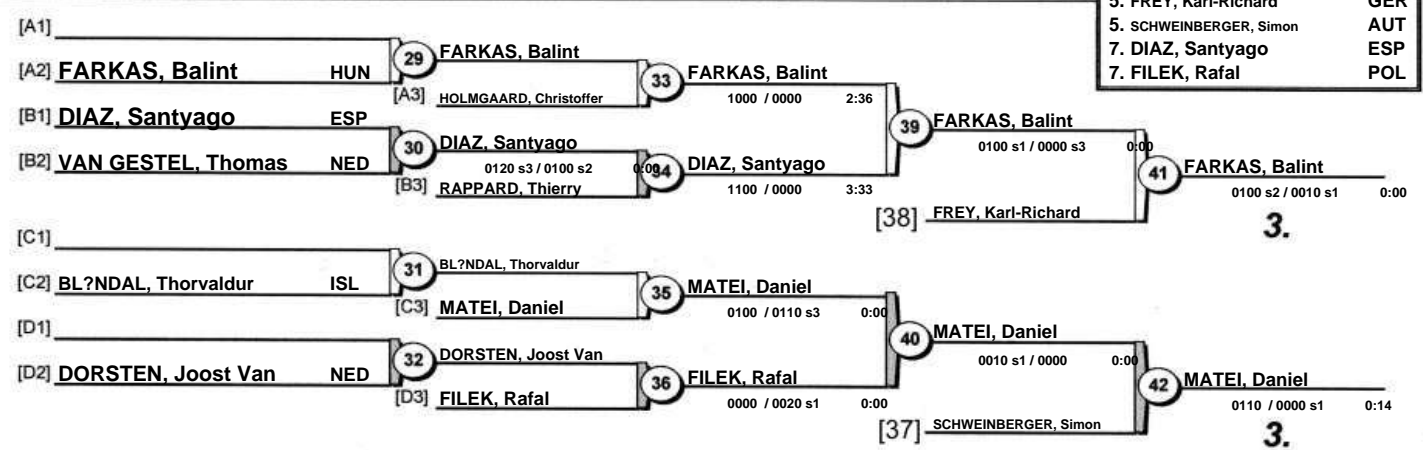 5. FREY, Karl-Richard GER
5. SCHWEINBERGER, Simon AUT
7. DIAZ, Santyago ESP
7. FILEK, Rafal POL
[A1]
[A2] FARKAS, Balint HUN
29 FARKAS, Balint
[A3] HOLMGAARD, Christoffer
33 FARKAS, Balint
1000 / 0000 2:36
[B1] DIAZ, Santyago ESP
[B2] VAN GESTEL, Thomas NED
30 DIAZ, Santyago
0120 s3 / 0100 s2 0:00
[B3] RAPPARD, Thierry
34 DIAZ, Santyago
1100 / 0000 3:33
39 FARKAS, Balint
0100 s1 / 0000 s3 0:00
[38] FREY, Karl-Richard
41 FARKAS, Balint
0100 s2 / 0010 s1 0:00
3.
[C1]
[C2] BL?NDAL, Thorvaldur ISL
31 BL?NDAL, Thorvaldur
[C3] MATEI, Daniel
35 MATEI, Daniel
0100 / 0110 s3 0:00
[D1]
[D2] DORSTEN, Joost Van NED
32 DORSTEN, Joost Van
[D3] FILEK, Rafal
36 FILEK, Rafal
0000 / 0020 s1 0:00
40 MATEI, Daniel
0010 s1 / 0000 0:00
[37] SCHWEINBERGER, Simon
42 MATEI, Daniel
0110 / 0000 s1 0:14
3.